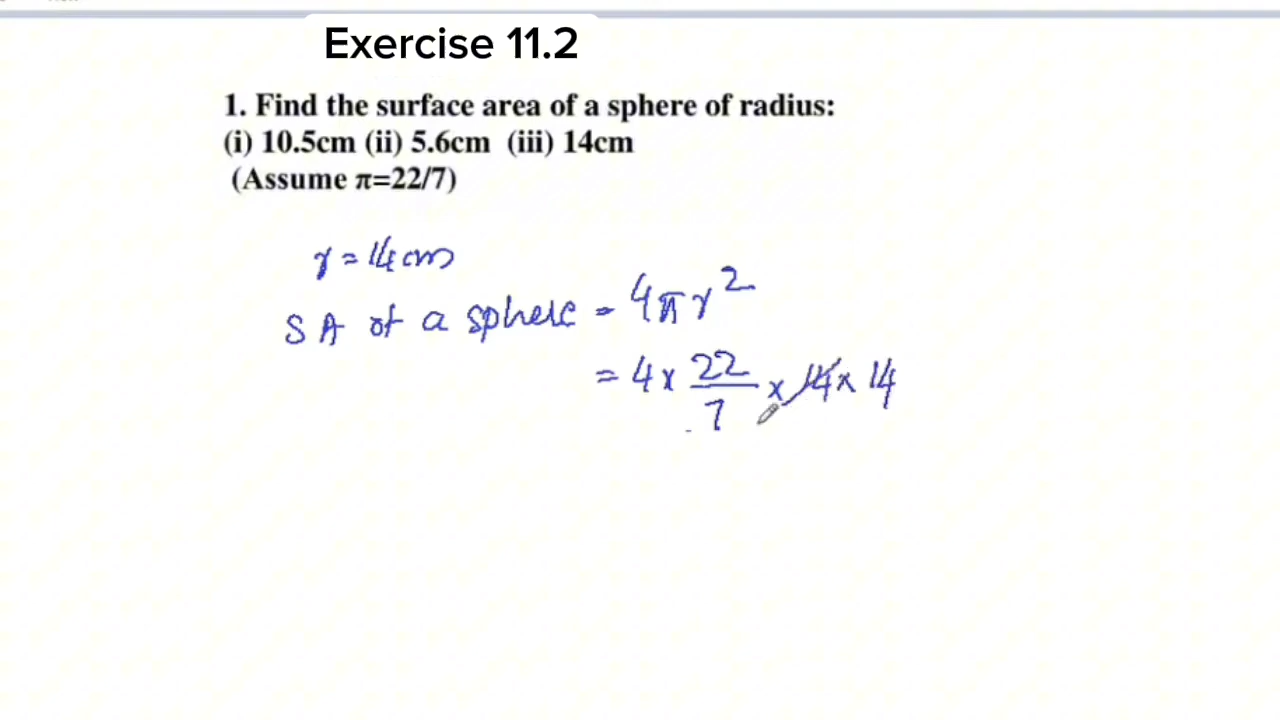 Exercise 11.2
1. Find the surface area of a sphere of radius:
(i) 10.5cm (ii) 5.6cm (iii) 14cm
(Assume π=22/7)
r = 14 cm
SA of a sphere = 4πr²
= 4 x 22/7 x 14 x 14